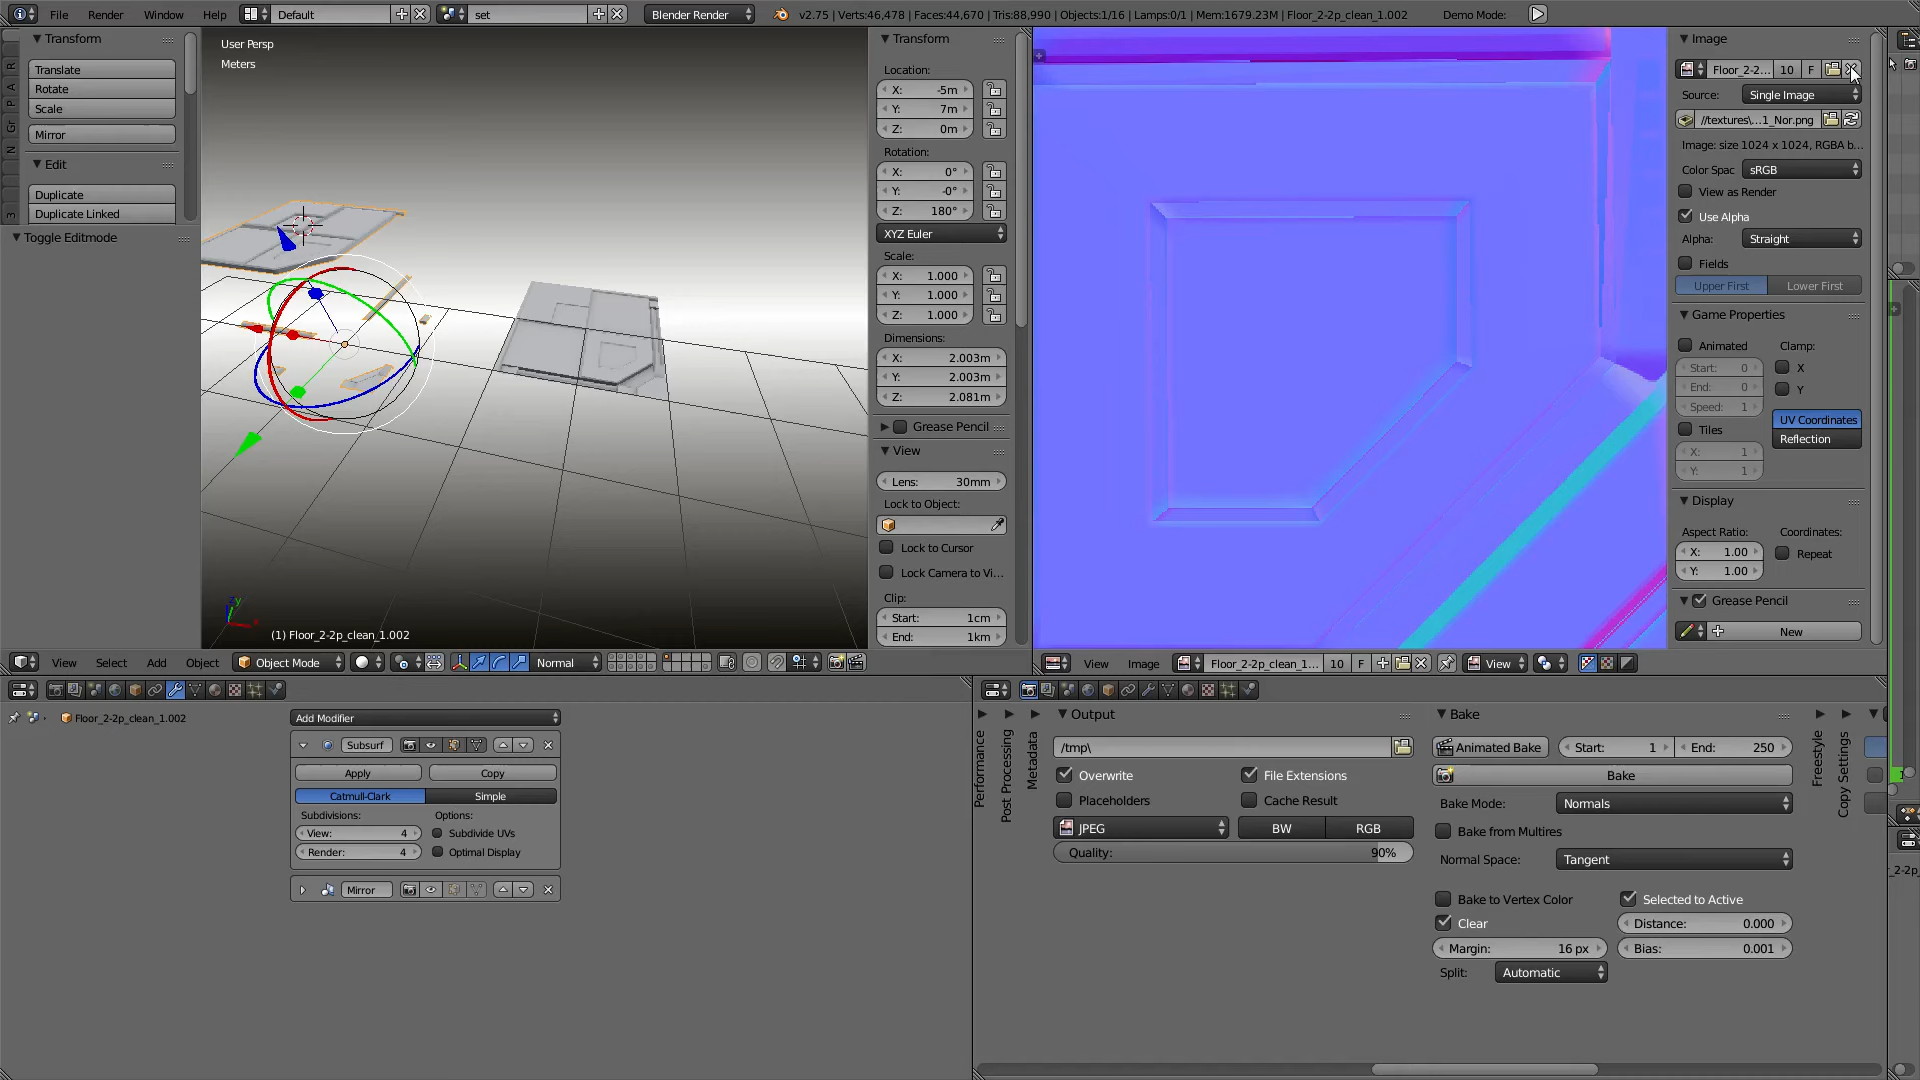 File Render Window Help Default set Blender Render v2.75 | Verts:46,478 | Faces:44,670 | Tris:88,990 | Objects:1/16 | Lamps:0/1 | Mem:1679.23M | Floor_2-2p_clean_1.002 Demo Mode:
Transform
Translate
Rotate
Scale
Mirror
Edit
Duplicate
Duplicate Linked
Toggle Editmode
R
A
P
Gr
N
3
User Persp
Meters
(1) Floor_2-2p_clean_1.002
Transform
Location:
X: -5m
Y: 7m
Z: 0m
Rotation:
X: 0°
Y: -0°
Z: 180°
XYZ Euler
Scale:
X: 1.000
Y: 1.000
Z: 1.000
Dimensions:
X: 2.003m
Y: 2.003m
Z: 2.081m
Grease Pencil
View
Lens: 30mm
Lock to Object:
Lock to Cursor
Lock Camera to Vi...
Clip:
Start: 1cm
End: 1km
View Select Add Object Object Mode Normal
Image
Floor_2-2... 10 F
Source: Single Image
//textures\...1_Nor.png
Image: size 1024 x 1024, RGBA b...
Color Spac sRGB
View as Render
Use Alpha
Alpha: Straight
Fields
Upper First Lower First
Game Properties
Animated Clamp:
Start: 0 X
End: 0 Y
Speed: 1
Tiles UV Coordinates
Reflection
X: 1
Y: 1
Display
Aspect Ratio: Coordinates:
X: 1.00 Repeat
Y: 1.00
Grease Pencil
New
View Image Floor_2-2p_clean_1... 10 F View
Floor_2-2p_clean_1.002
Add Modifier
Subsurf
Apply Copy
Catmull-Clark Simple
Subdivisions: Options:
View: 4 Subdivide UVs
Render: 4 Optimal Display
Mirror
Performance
Post Processing
Metadata
Output
/tmp\
Overwrite File Extensions
Placeholders Cache Result
JPEG BW RGB
Quality: 90%
Bake
Animated Bake Start: 1 End: 250
Bake
Bake Mode: Normals
Bake from Multires
Normal Space: Tangent
Bake to Vertex Color Selected to Active
Clear Distance: 0.000
Margin: 16 px Bias: 0.001
Split: Automatic
Freestyle
Copy Settings
_2-2p_